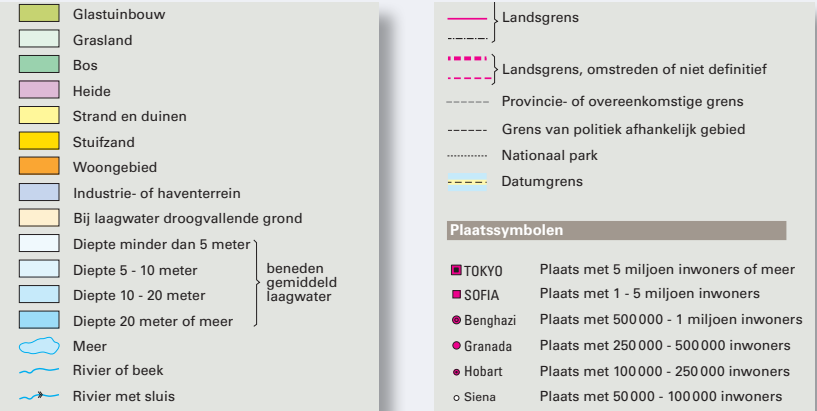 Glastuinbouw
Grasland
Bos
Heide
Strand en duinen
Stuifzand
Woongebied
Industrie- of haventerrein
Bij laagwater droogvallende grond
Diepte minder dan 5 meter
Diepte 5 - 10 meter
Diepte 10 - 20 meter
Diepte 20 meter of meer
beneden
gemiddeld
laagwater
Meer
Rivier of beek
Rivier met sluis
Landsgrens
Landsgrens, omstreden of niet definitief
Provincie- of overeenkomstige grens
Grens van politiek afhankelijk gebied
Nationaal park
Datumgrens
Plaatssymbolen
TOKYO Plaats met 5 miljoen inwoners of meer
SOFIA Plaats met 1 - 5 miljoen inwoners
Benghazi Plaats met 500 000 - 1 miljoen inwoners
Granada Plaats met 250 000 - 500 000 inwoners
Hobart Plaats met 100 000 - 250 000 inwoners
Siena Plaats met 50 000 - 100 000 inwoners